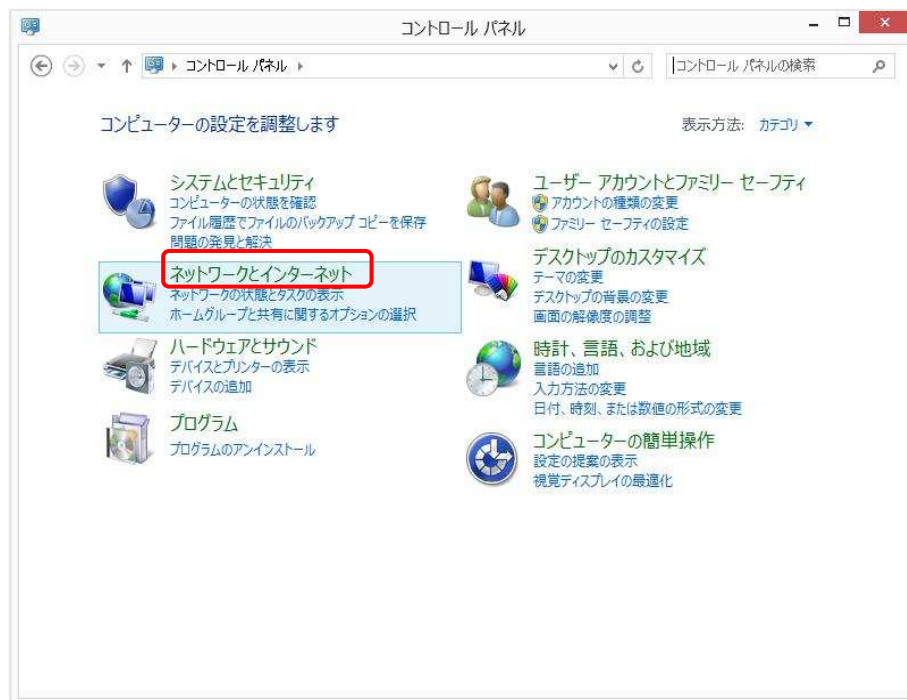 コントロール パネル
コントロール パネル
コントロール パネルの検索
コンピューターの設定を調整します
表示方法: カテゴリ
システムとセキュリティ
コンピューターの状態を確認
ファイル履歴でファイルのバックアップ コピーを保存
問題の発見と解決
ネットワークとインターネット
ネットワークの状態とタスクの表示
ホームグループと共有に関するオプションの選択
ハードウェアとサウンド
デバイスとプリンターの表示
デバイスの追加
プログラム
プログラムのアンインストール
ユーザー アカウントとファミリー セーフティ
アカウントの種類の変更
ファミリー セーフティの設定
デスクトップのカスタマイズ
テーマの変更
デスクトップの背景の変更
画面の解像度の調整
時計、言語、および地域
言語の追加
入力方法の変更
日付、時刻、または数値の形式の変更
コンピューターの簡単操作
設定の提案の表示
視覚ディスプレイの最適化